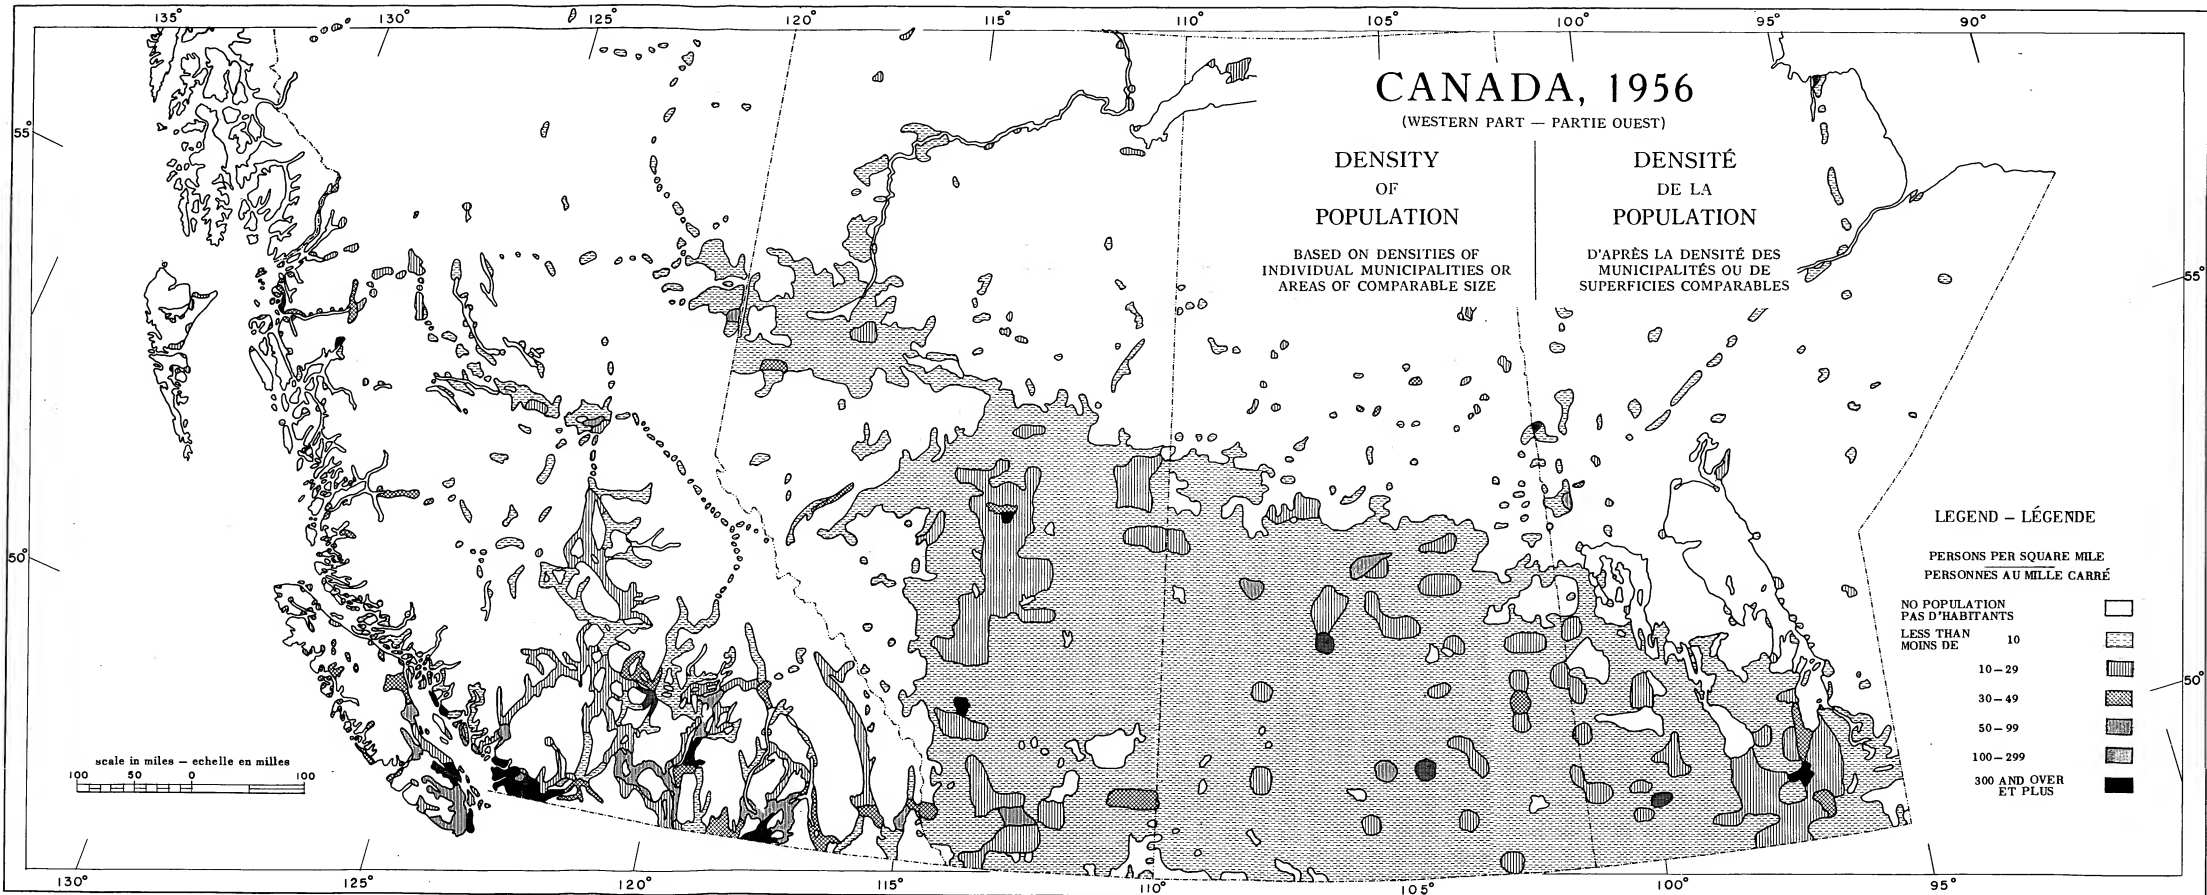 135° 130° 125° 120° 115° 110° 105° 100° 95° 90°
CANADA, 1956
(WESTERN PART — PARTIE OUEST)
DENSITY
OF
POPULATION
BASED ON DENSITIES OF
INDIVIDUAL MUNICIPALITIES OR
AREAS OF COMPARABLE SIZE
DENSITÉ
DE LA
POPULATION
D'APRÈS LA DENSITÉ DES
MUNICIPALITÉS OU DE
SUPERFICIES COMPARABLES
55°
55°
50°
50°
LEGEND – LÉGENDE
PERSONS PER SQUARE MILE
PERSONNES AU MILLE CARRÉ
NO POPULATION
PAS D'HABITANTS
LESS THAN 10
MOINS DE
10–29
30–49
50–99
100–299
300 AND OVER
ET PLUS
scale in miles – echelle en milles
100 50 0 100
130° 125° 120° 115° 110° 105° 100° 95°